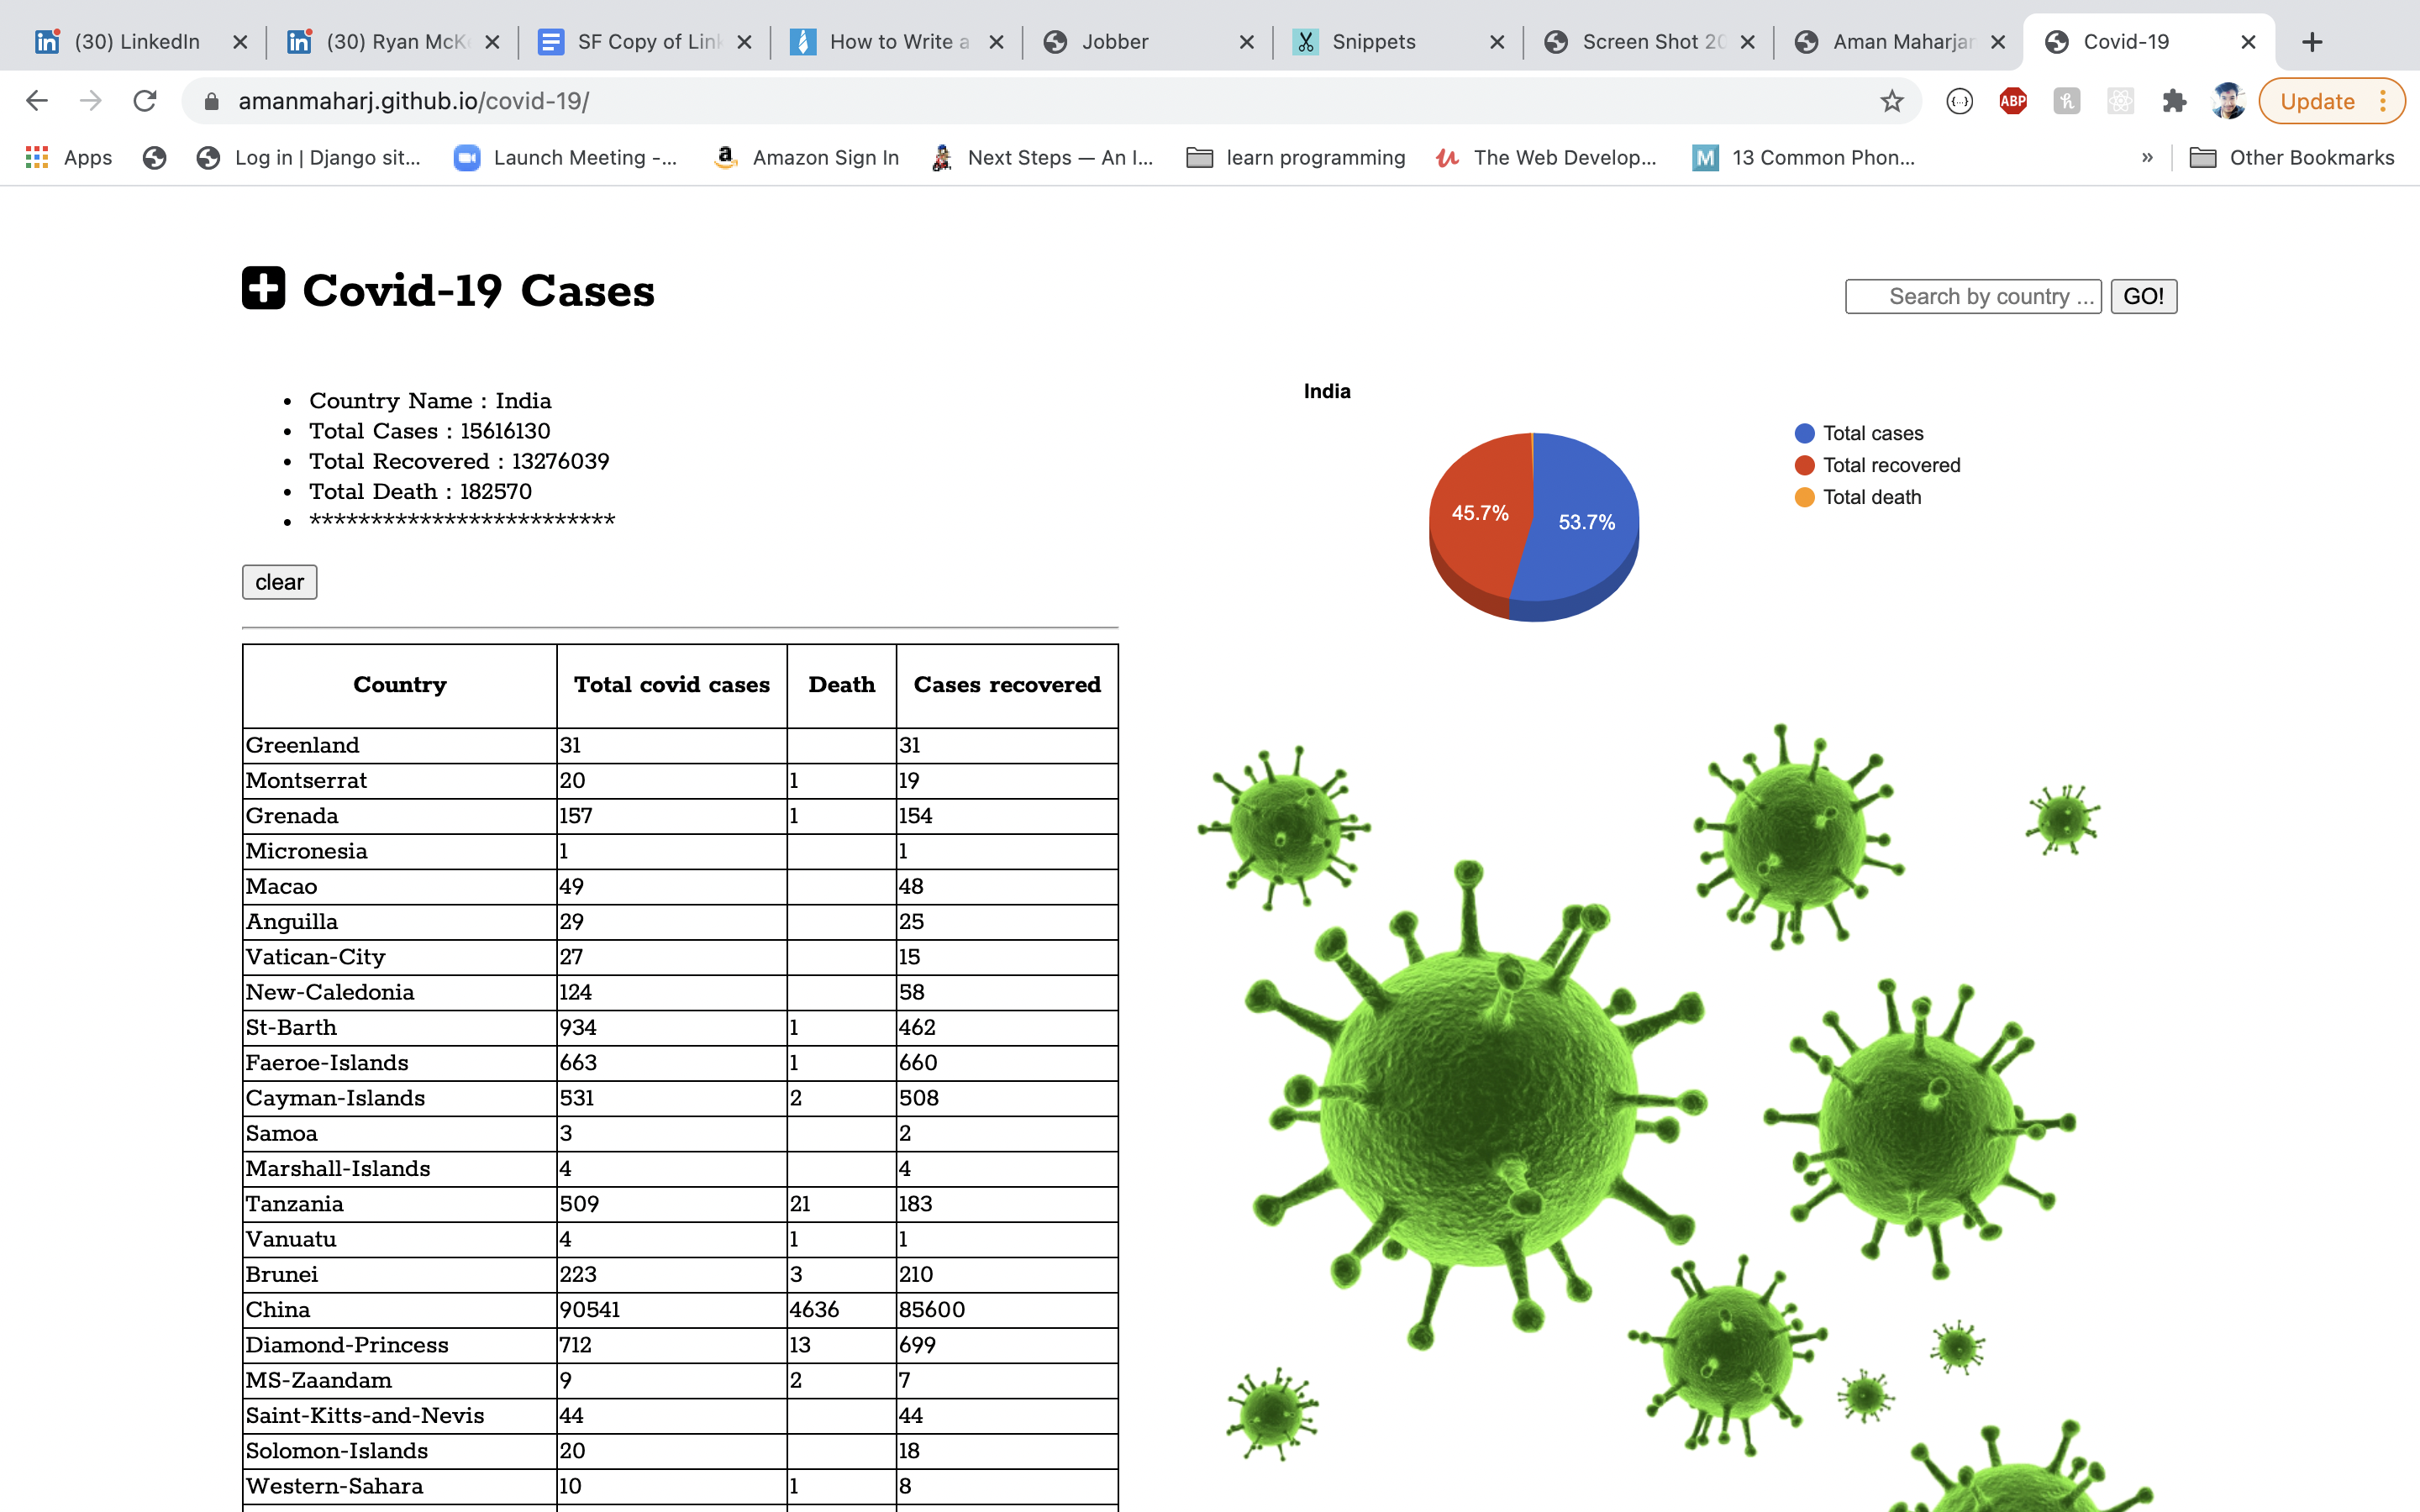 (30) LinkedIn
(30) Ryan McK
SF Copy of Link
How to Write a
Jobber
Snippets
Screen Shot 20
Aman Maharjan
Covid-19
amanmaharj.github.io/covid-19/
ABP
Update
Apps
Log in | Django sit...
Launch Meeting -...
Amazon Sign In
Next Steps — An I...
learn programming
The Web Develop...
M 13 Common Phon...
»
Other Bookmarks
Covid-19 Cases
Search by country ...
GO!
• Country Name : India
• Total Cases : 15616130
• Total Recovered : 13276039
• Total Death : 182570
• *************************
clear
India
45.7%
53.7%
Total cases
Total recovered
Total death
Country Total covid cases Death Cases recovered
Greenland 31 31
Montserrat 20 1 19
Grenada 157 1 154
Micronesia 1 1
Macao 49 48
Anguilla 29 25
Vatican-City 27 15
New-Caledonia 124 58
St-Barth 934 1 462
Faeroe-Islands 663 1 660
Cayman-Islands 531 2 508
Samoa 3 2
Marshall-Islands 4 4
Tanzania 509 21 183
Vanuatu 4 1 1
Brunei 223 3 210
China 90541 4636 85600
Diamond-Princess 712 13 699
MS-Zaandam 9 2 7
Saint-Kitts-and-Nevis 44 44
Solomon-Islands 20 18
Western-Sahara 10 1 8